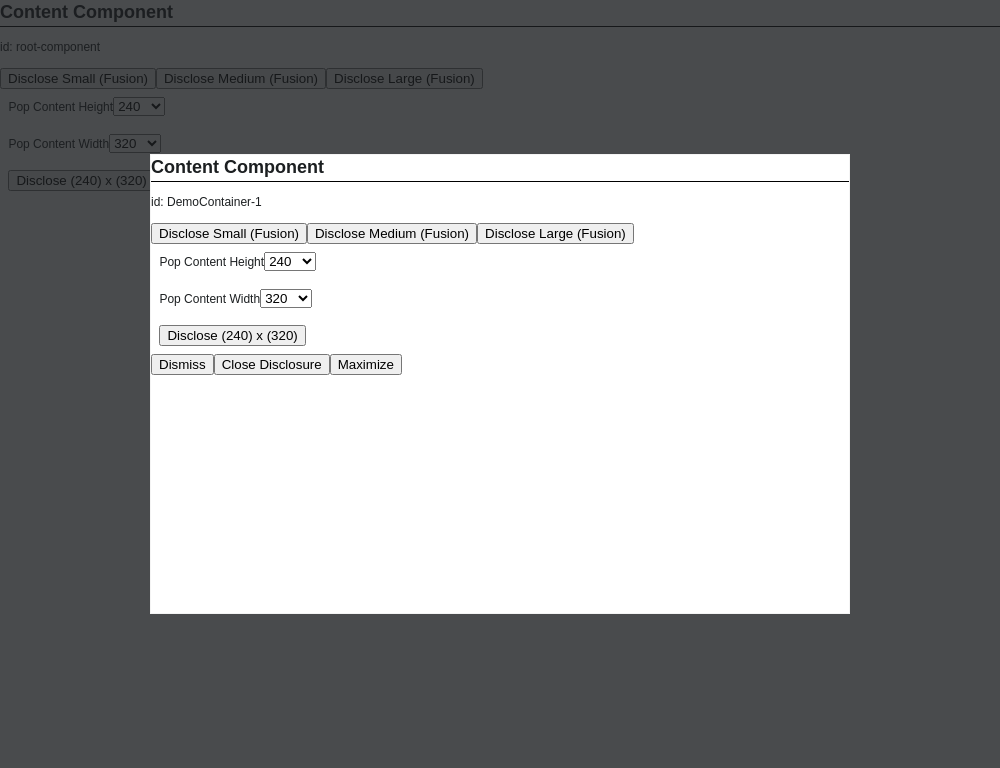 Content Component
id: root-component
Disclose Small (Fusion) Disclose Medium (Fusion) Disclose Large (Fusion)
Pop Content Height 240
Pop Content Width 320
Disclose (240) x (320)
Content Component
id: DemoContainer-1
Disclose Small (Fusion) Disclose Medium (Fusion) Disclose Large (Fusion)
Pop Content Height 240
Pop Content Width 320
Disclose (240) x (320)
Dismiss Close Disclosure Maximize